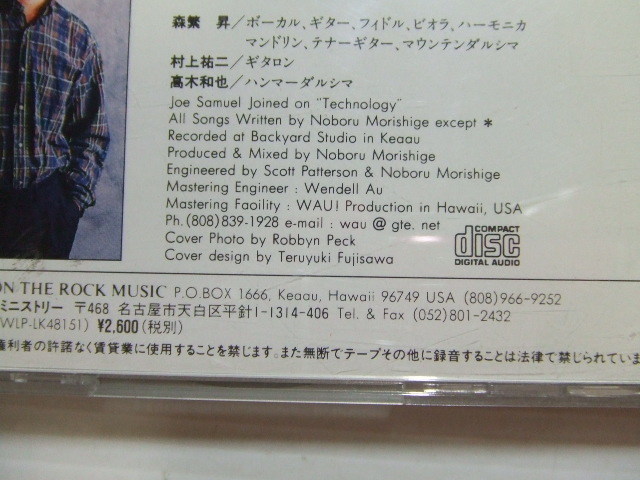 森繁 昇／ボーカル、ギター、フィドル、ビオラ、ハーモニカ
マンドリン、テナーギター、マウンテンダルシマ
村上祐二／ギタロン
高木和也／ハンマーダルシマ
Joe Samuel Joined on "Technology"
All Songs Written by Noboru Morishige except *
Recorded at Backyard Studio in Keaau
Produced & Mixed by Noboru Morishige
Engineered by Scott Patterson & Noboru Morishige
Mastering Engineer : Wendell Au
Mastering Faoility : WAU! Production in Hawaii, USA
Ph.(808)839-1928 e-mail : wau @ gte. net
Cover Photo by Robbyn Peck
Cover design by Teruyuki Fujisawa
COMPACT
disc
DIGITAL AUDIO
ON THE ROCK MUSIC P.O.BOX 1666, Keaau, Hawaii 96749 USA (808)966-9252
ミニストリー 〒468 名古屋市天白区平針1-1314-406 Tel. & Fax (052)801-2432
WLP-LK48151) ¥2,600(税別)
権利者の許諾なく賃貸業に使用することを禁じます。また無断でテープその他に録音することは法律で禁じられていま